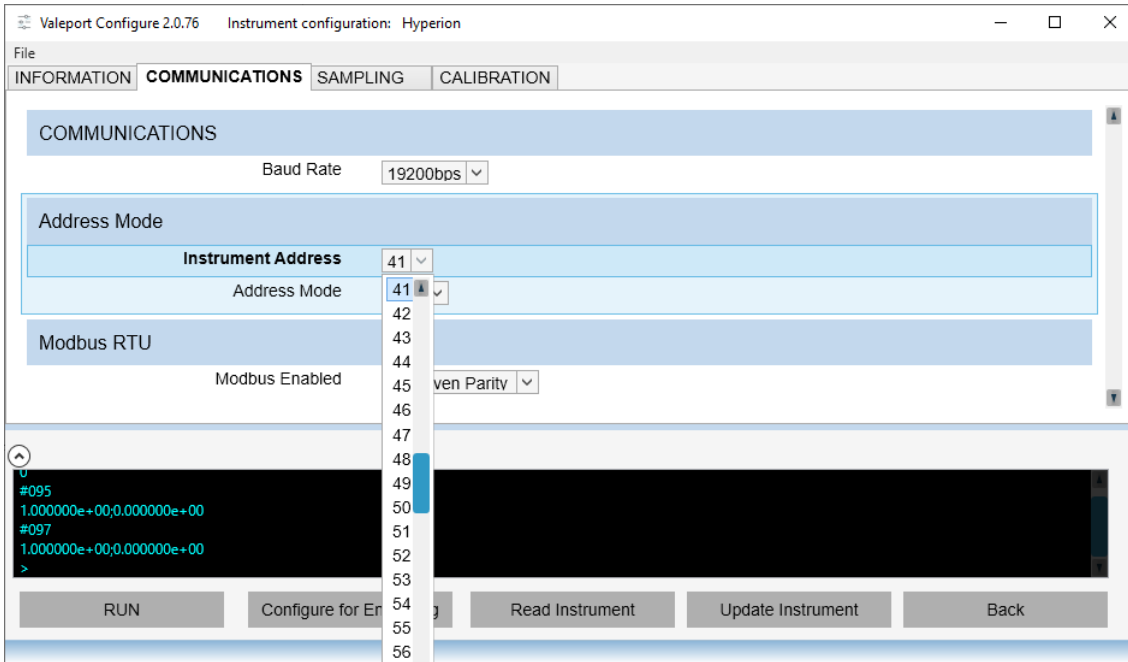 Valeport Configure 2.0.76 Instrument configuration: Hyperion
File
INFORMATION COMMUNICATIONS SAMPLING CALIBRATION
COMMUNICATIONS
Baud Rate 19200bps
Address Mode
Instrument Address 41
Address Mode
41
42
43
44
45
46
47
48
49
50
51
52
53
54
55
56
Modbus RTU
Modbus Enabled ven Parity
0
#095
1.000000e+00;0.000000e+00
#097
1.000000e+00;0.000000e+00
>
RUN Configure for En g Read Instrument Update Instrument Back